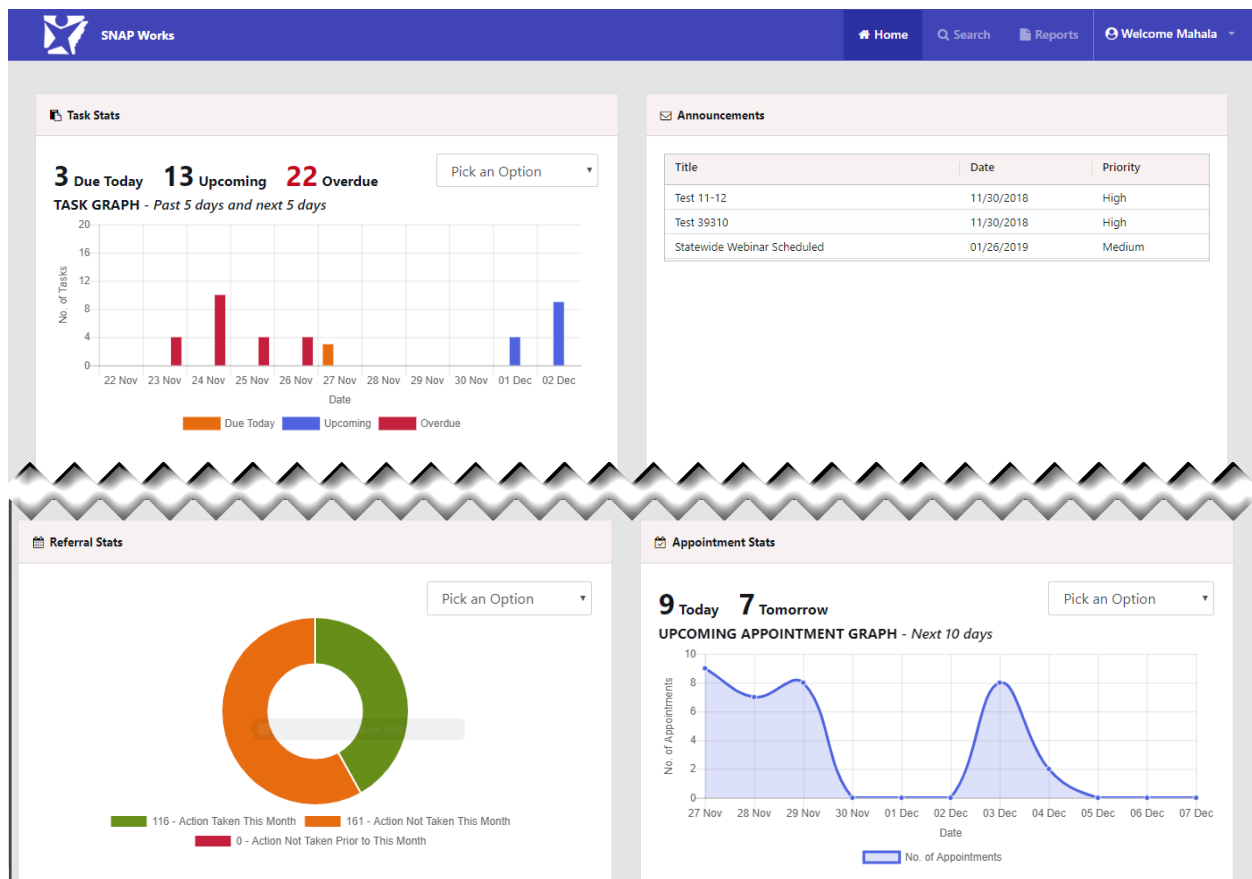 SNAP Works
Home Search Reports Welcome Mahala
Task Stats
3 Due Today 13 Upcoming 22 Overdue
Pick an Option
TASK GRAPH - Past 5 days and next 5 days
20
16
12
8
4
0
No. of Tasks
22 Nov 23 Nov 24 Nov 25 Nov 26 Nov 27 Nov 28 Nov 29 Nov 30 Nov 01 Dec 02 Dec
Date
Due Today Upcoming Overdue
Announcements
Title Date Priority
Test 11-12 11/30/2018 High
Test 39310 11/30/2018 High
Statewide Webinar Scheduled 01/26/2019 Medium
Referral Stats
Pick an Option
116 - Action Taken This Month 161 - Action Not Taken This Month
0 - Action Not Taken Prior to This Month
Appointment Stats
9 Today 7 Tomorrow
Pick an Option
UPCOMING APPOINTMENT GRAPH - Next 10 days
10
8
6
4
2
0
No. of Appointments
27 Nov 28 Nov 29 Nov 30 Nov 01 Dec 02 Dec 03 Dec 04 Dec 05 Dec 06 Dec 07 Dec
Date
No. of Appointments